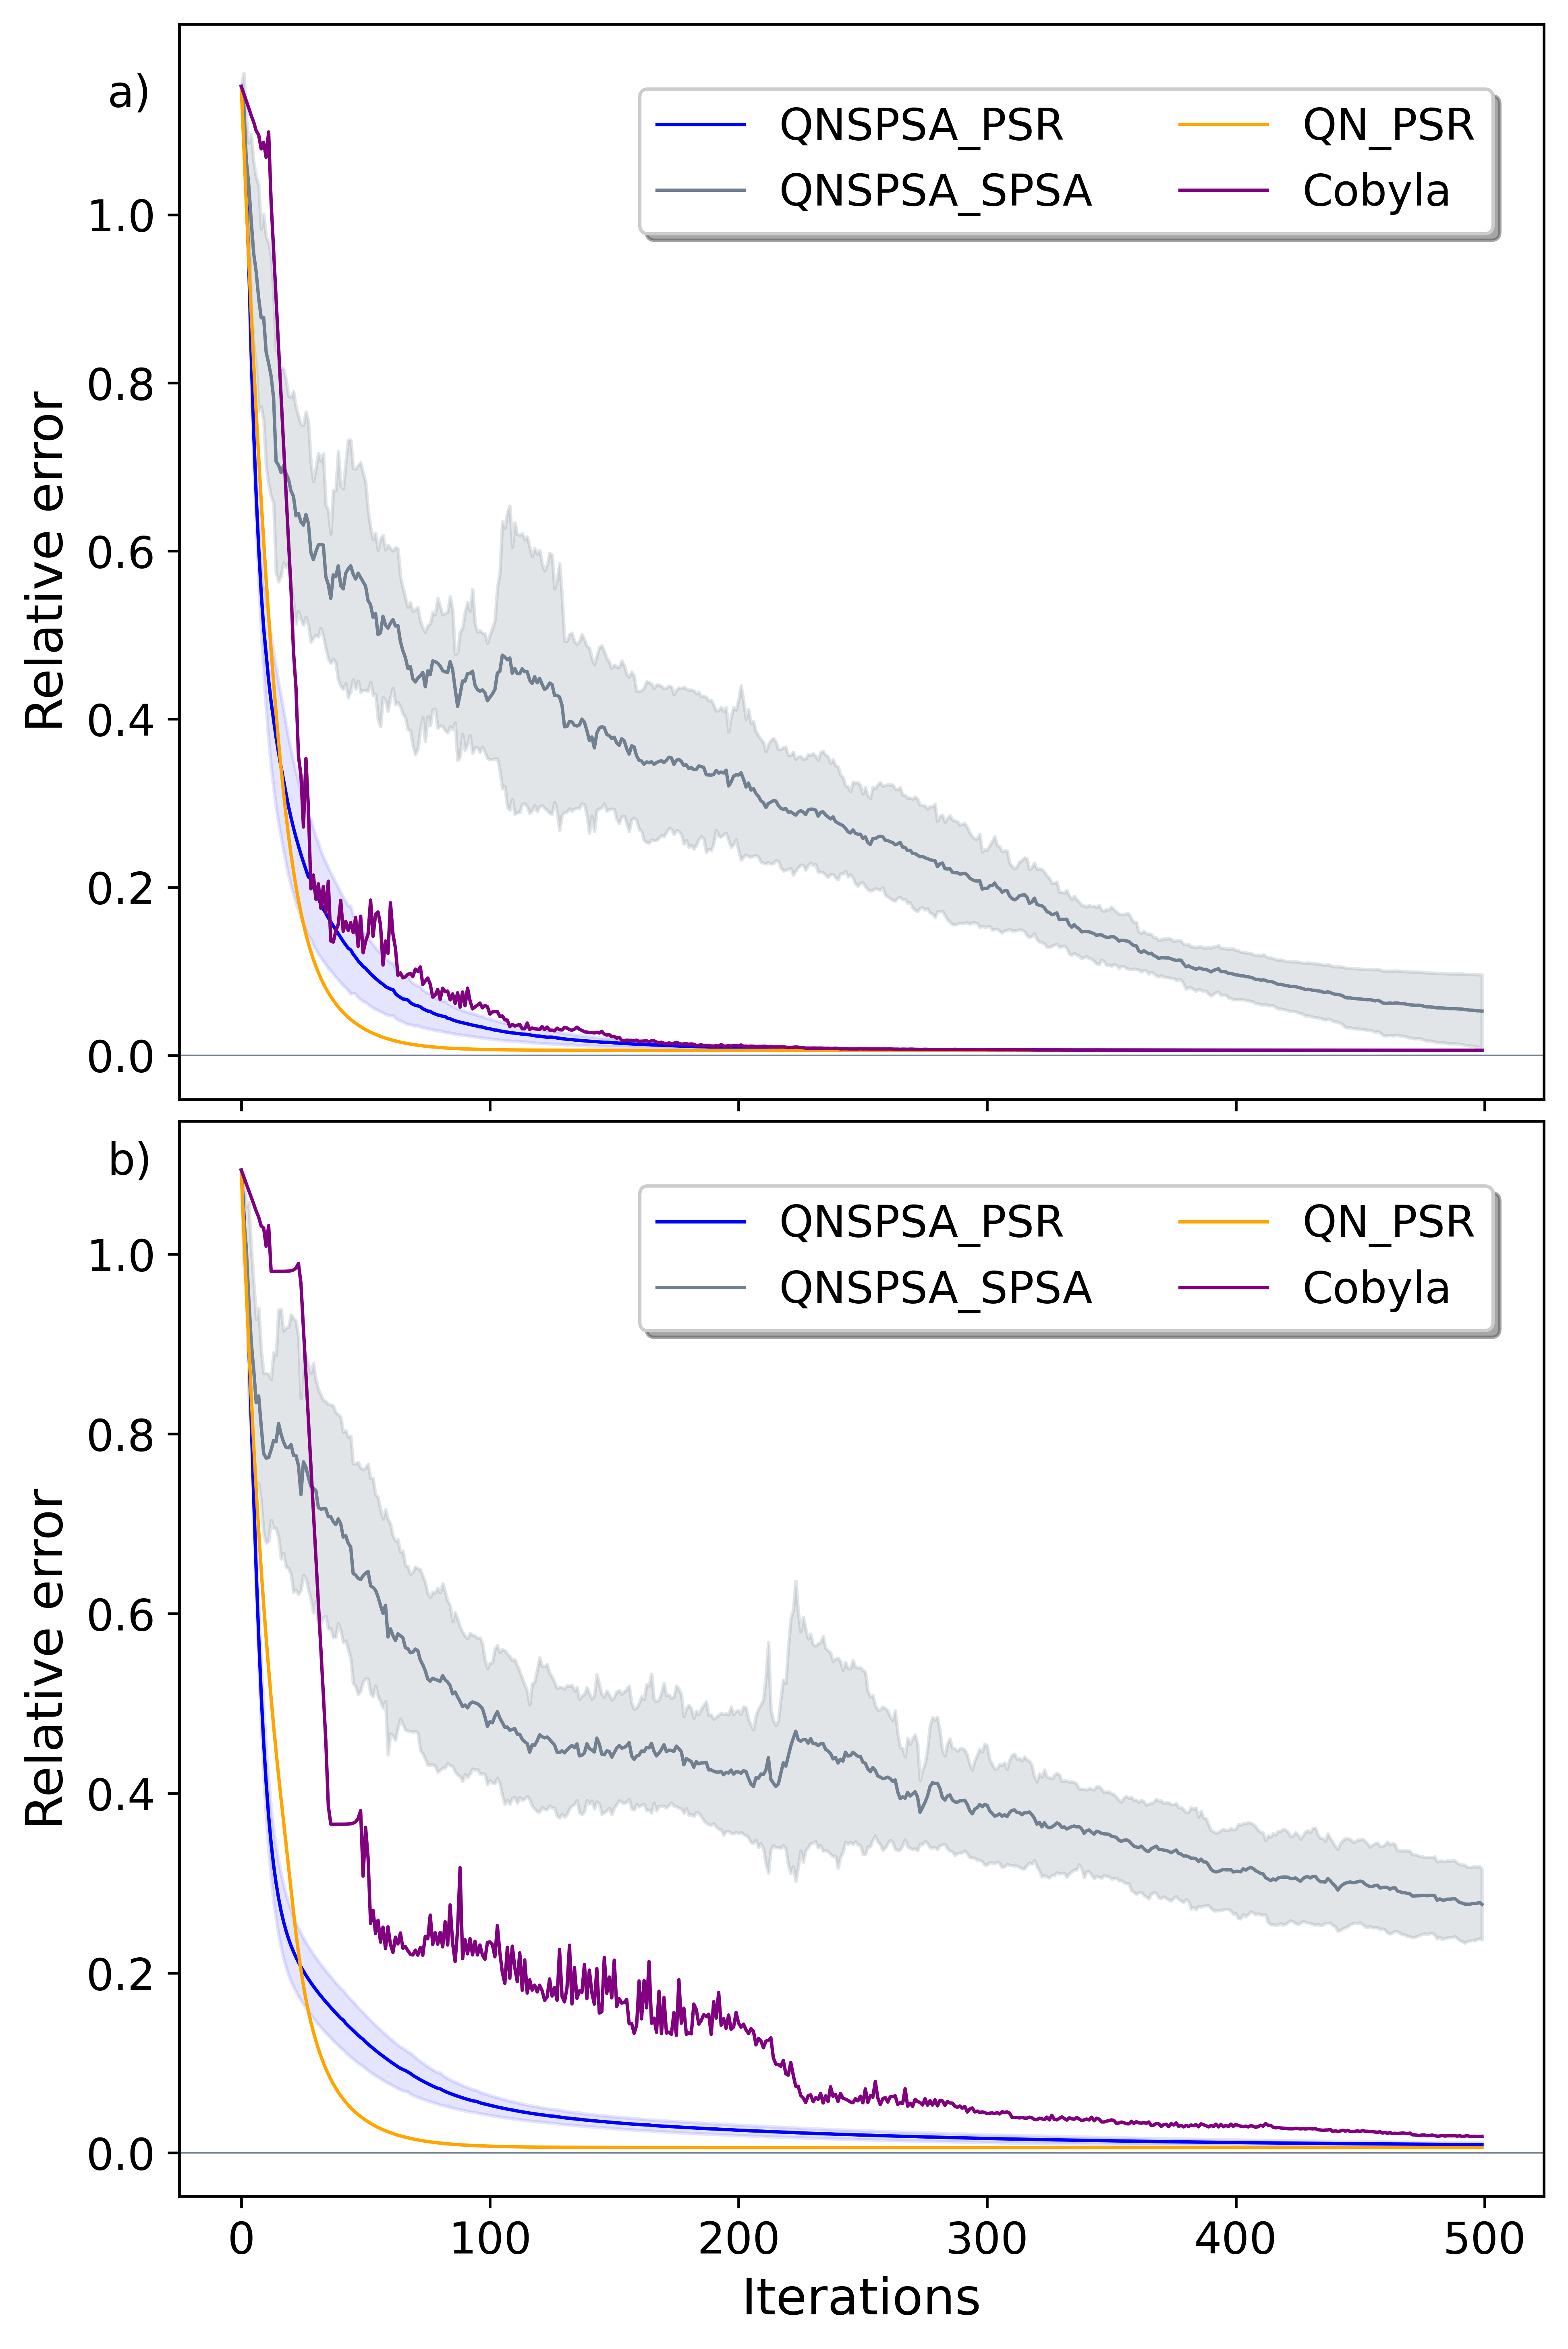 a)
QNSPSA_PSR QN_PSR
QNSPSA_SPSA Cobyla
1.0
0.8
0.6
0.4
0.2
0.0
Relative error
b)
QNSPSA_PSR QN_PSR
QNSPSA_SPSA Cobyla
1.0
0.8
0.6
0.4
0.2
0.0
Relative error
0 100 200 300 400 500
Iterations